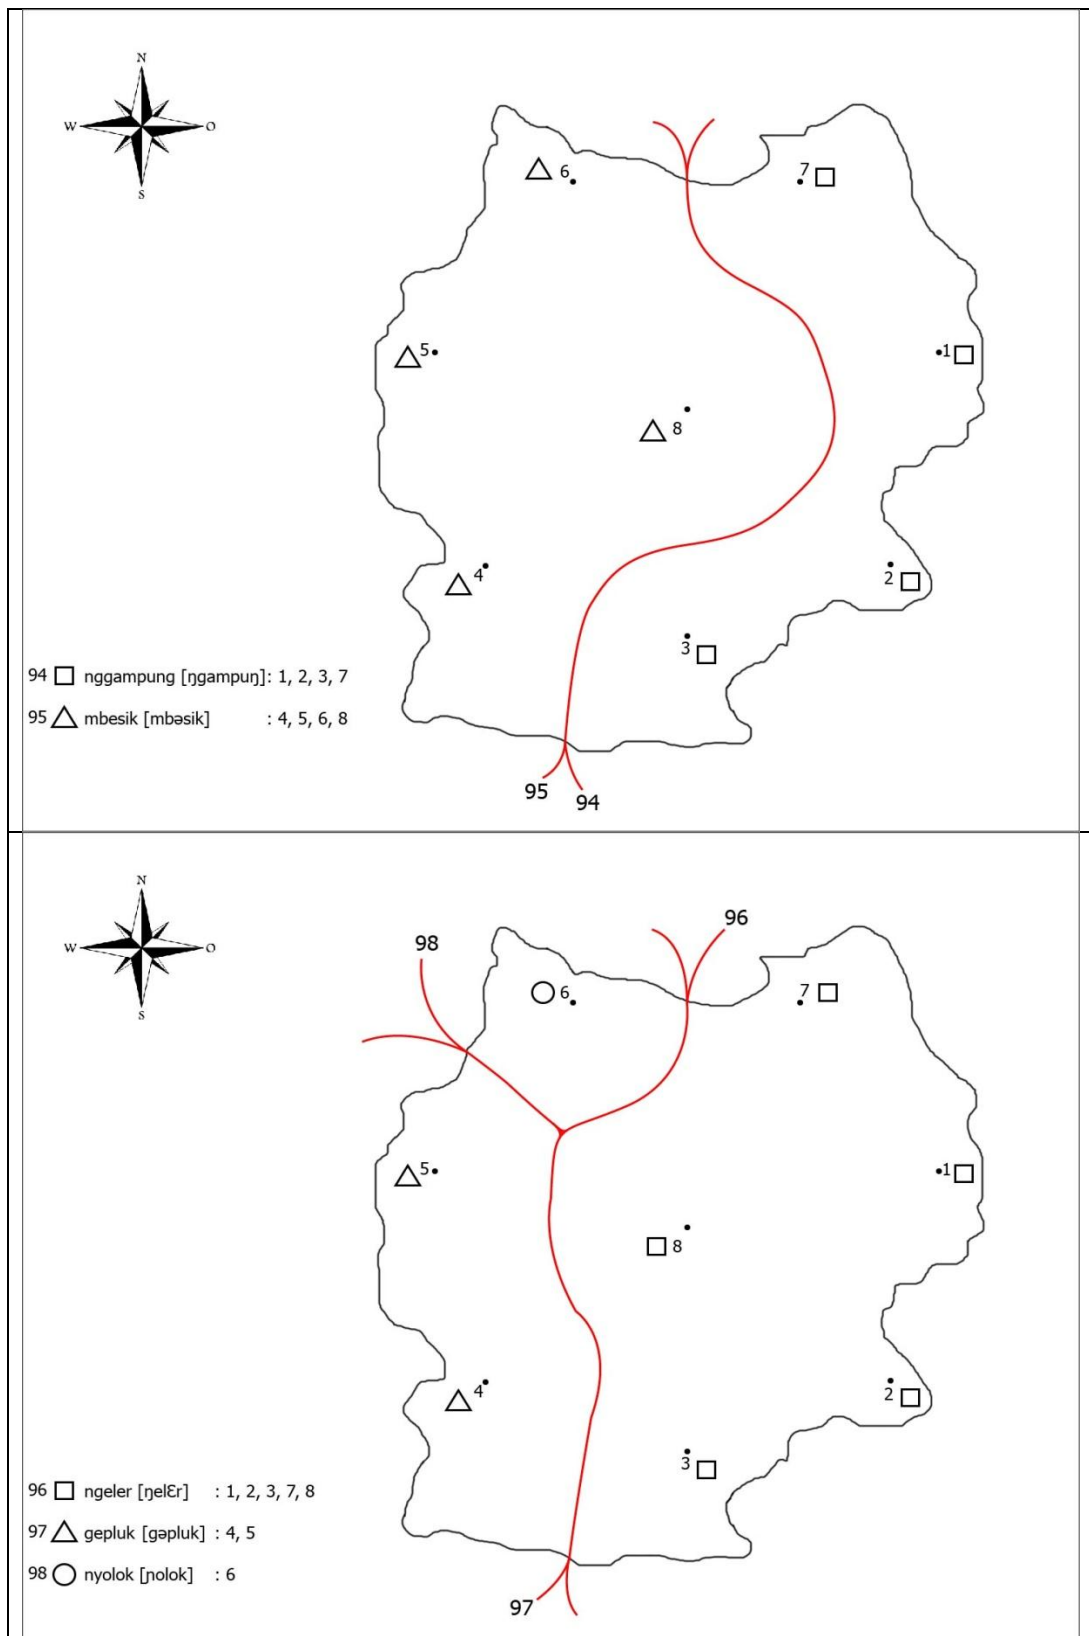 N
W O
S
6
7
5
1
8
4
2
3
94 nggampung [ŋgampuŋ]: 1, 2, 3, 7
95 mbesik [mbəsik] : 4, 5, 6, 8
95 94
N
W O
S
98
96
6
7
5
1
8
4
2
3
96 ngeler [ŋelƐr] : 1, 2, 3, 7, 8
97 gepluk [gəpluk] : 4, 5
98 nyolok [ɲolok] : 6
97